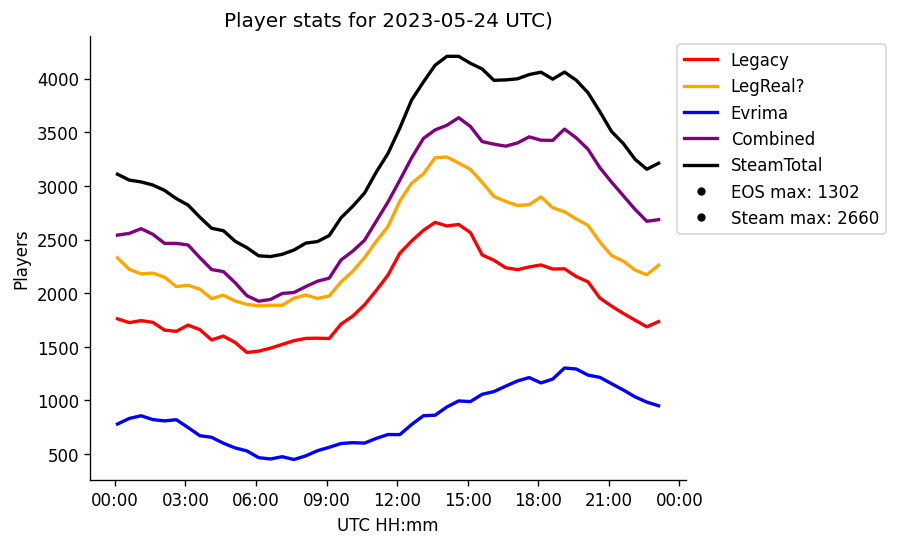 Player stats for 2023-05-24 UTC)
Players
4000
3500
3000
2500
2000
1500
1000
500
00:00 03:00 06:00 09:00 12:00 15:00 18:00 21:00 00:00
UTC HH:mm
Legacy
LegReal?
Evrima
Combined
SteamTotal
EOS max: 1302
Steam max: 2660